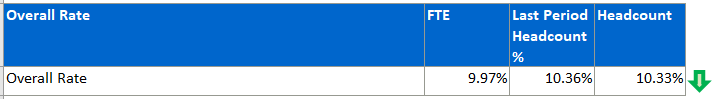 Overall Rate FTE Last Period Headcount
Headcount
%
Overall Rate 9.97% 10.36% 10.33%